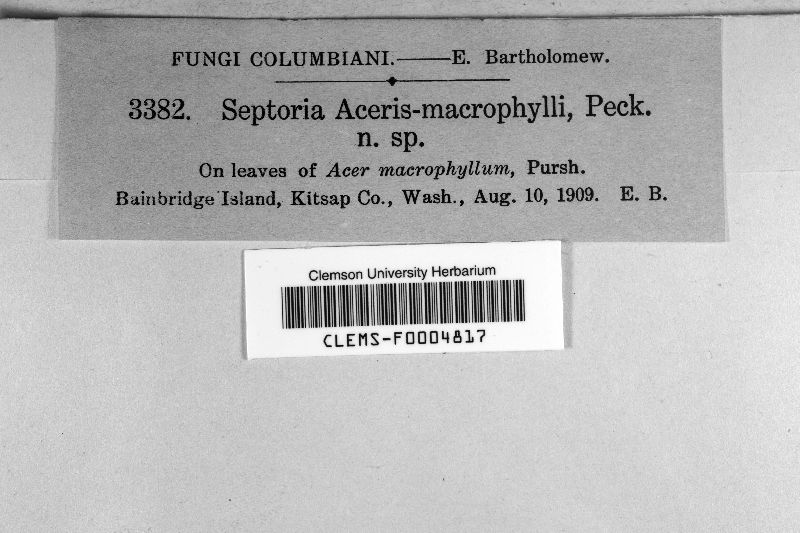 FUNGI COLUMBIANI.——E. Bartholomew.
3382. Septoria Aceris-macrophylli, Peck.
n. sp.
On leaves of Acer macrophyllum, Pursh.
Bainbridge Island, Kitsap Co., Wash., Aug. 10, 1909. E. B.
Clemson University Herbarium
CLEMS-F0004817